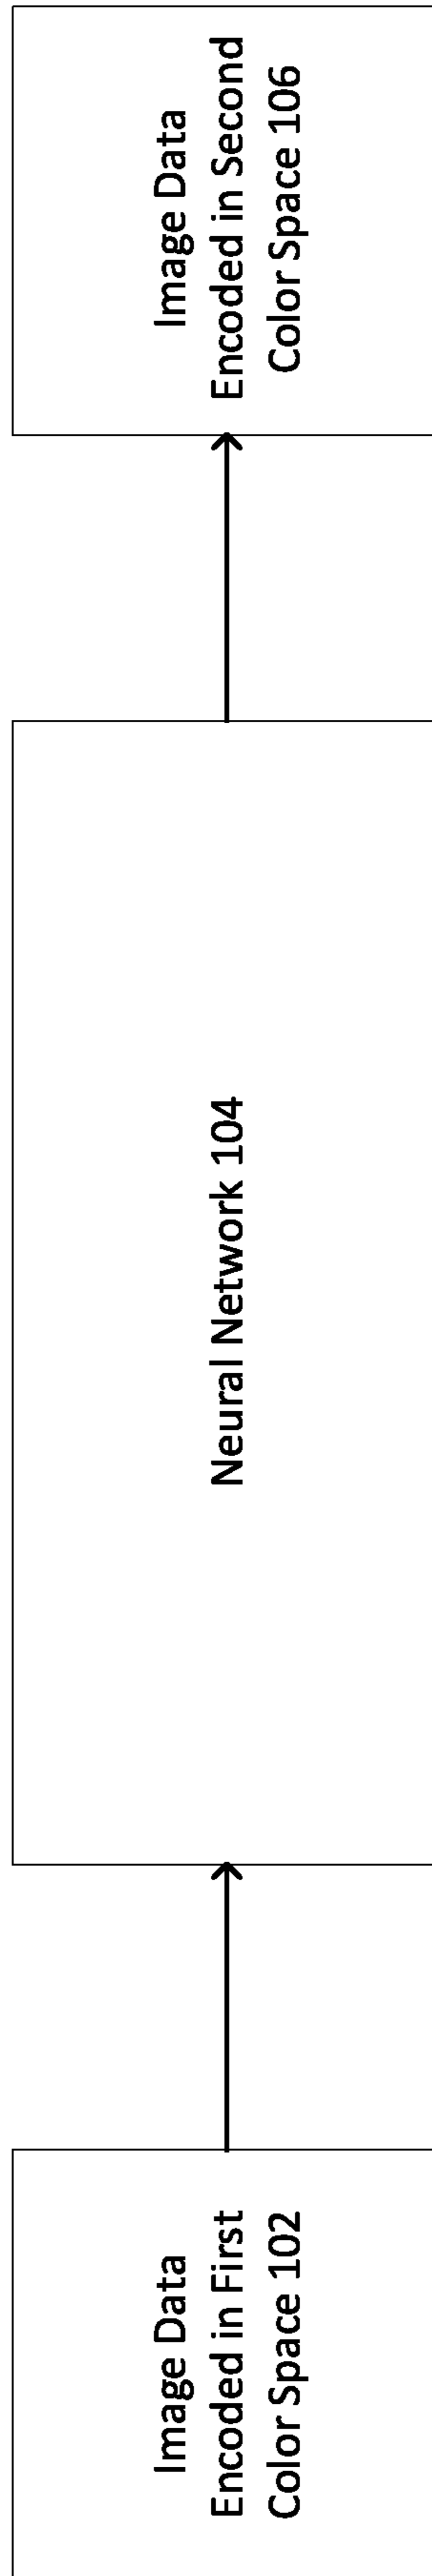 Image Data
Encoded in First
Color Space 102
Neural Network 104
Image Data
Encoded in Second
Color Space 106